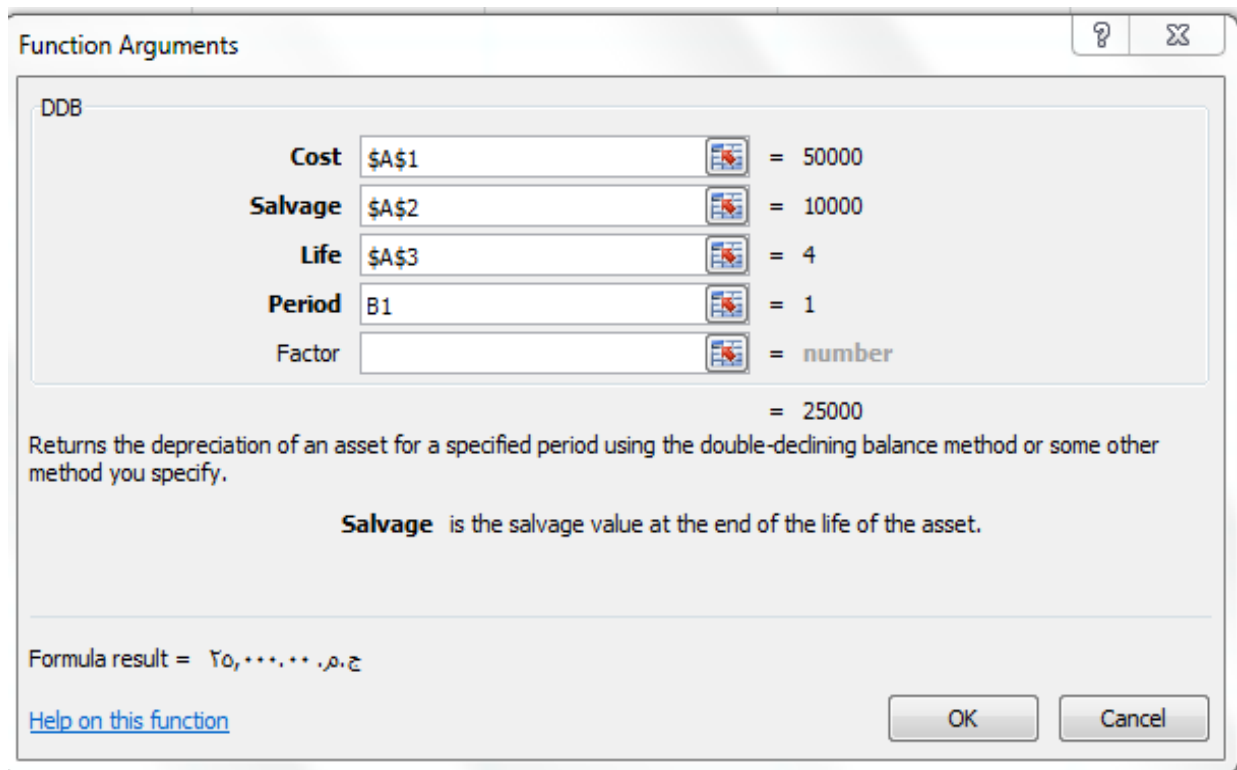 Function Arguments
DDB
Cost $A$1 = 50000
Salvage $A$2 = 10000
Life $A$3 = 4
Period B1 = 1
Factor = number
= 25000
Returns the depreciation of an asset for a specified period using the double-declining balance method or some other
method you specify.
Salvage is the salvage value at the end of the life of the asset.
Formula result = ج.م.‏ ٢٥,٠٠٠.٠٠
Help on this function
OK Cancel